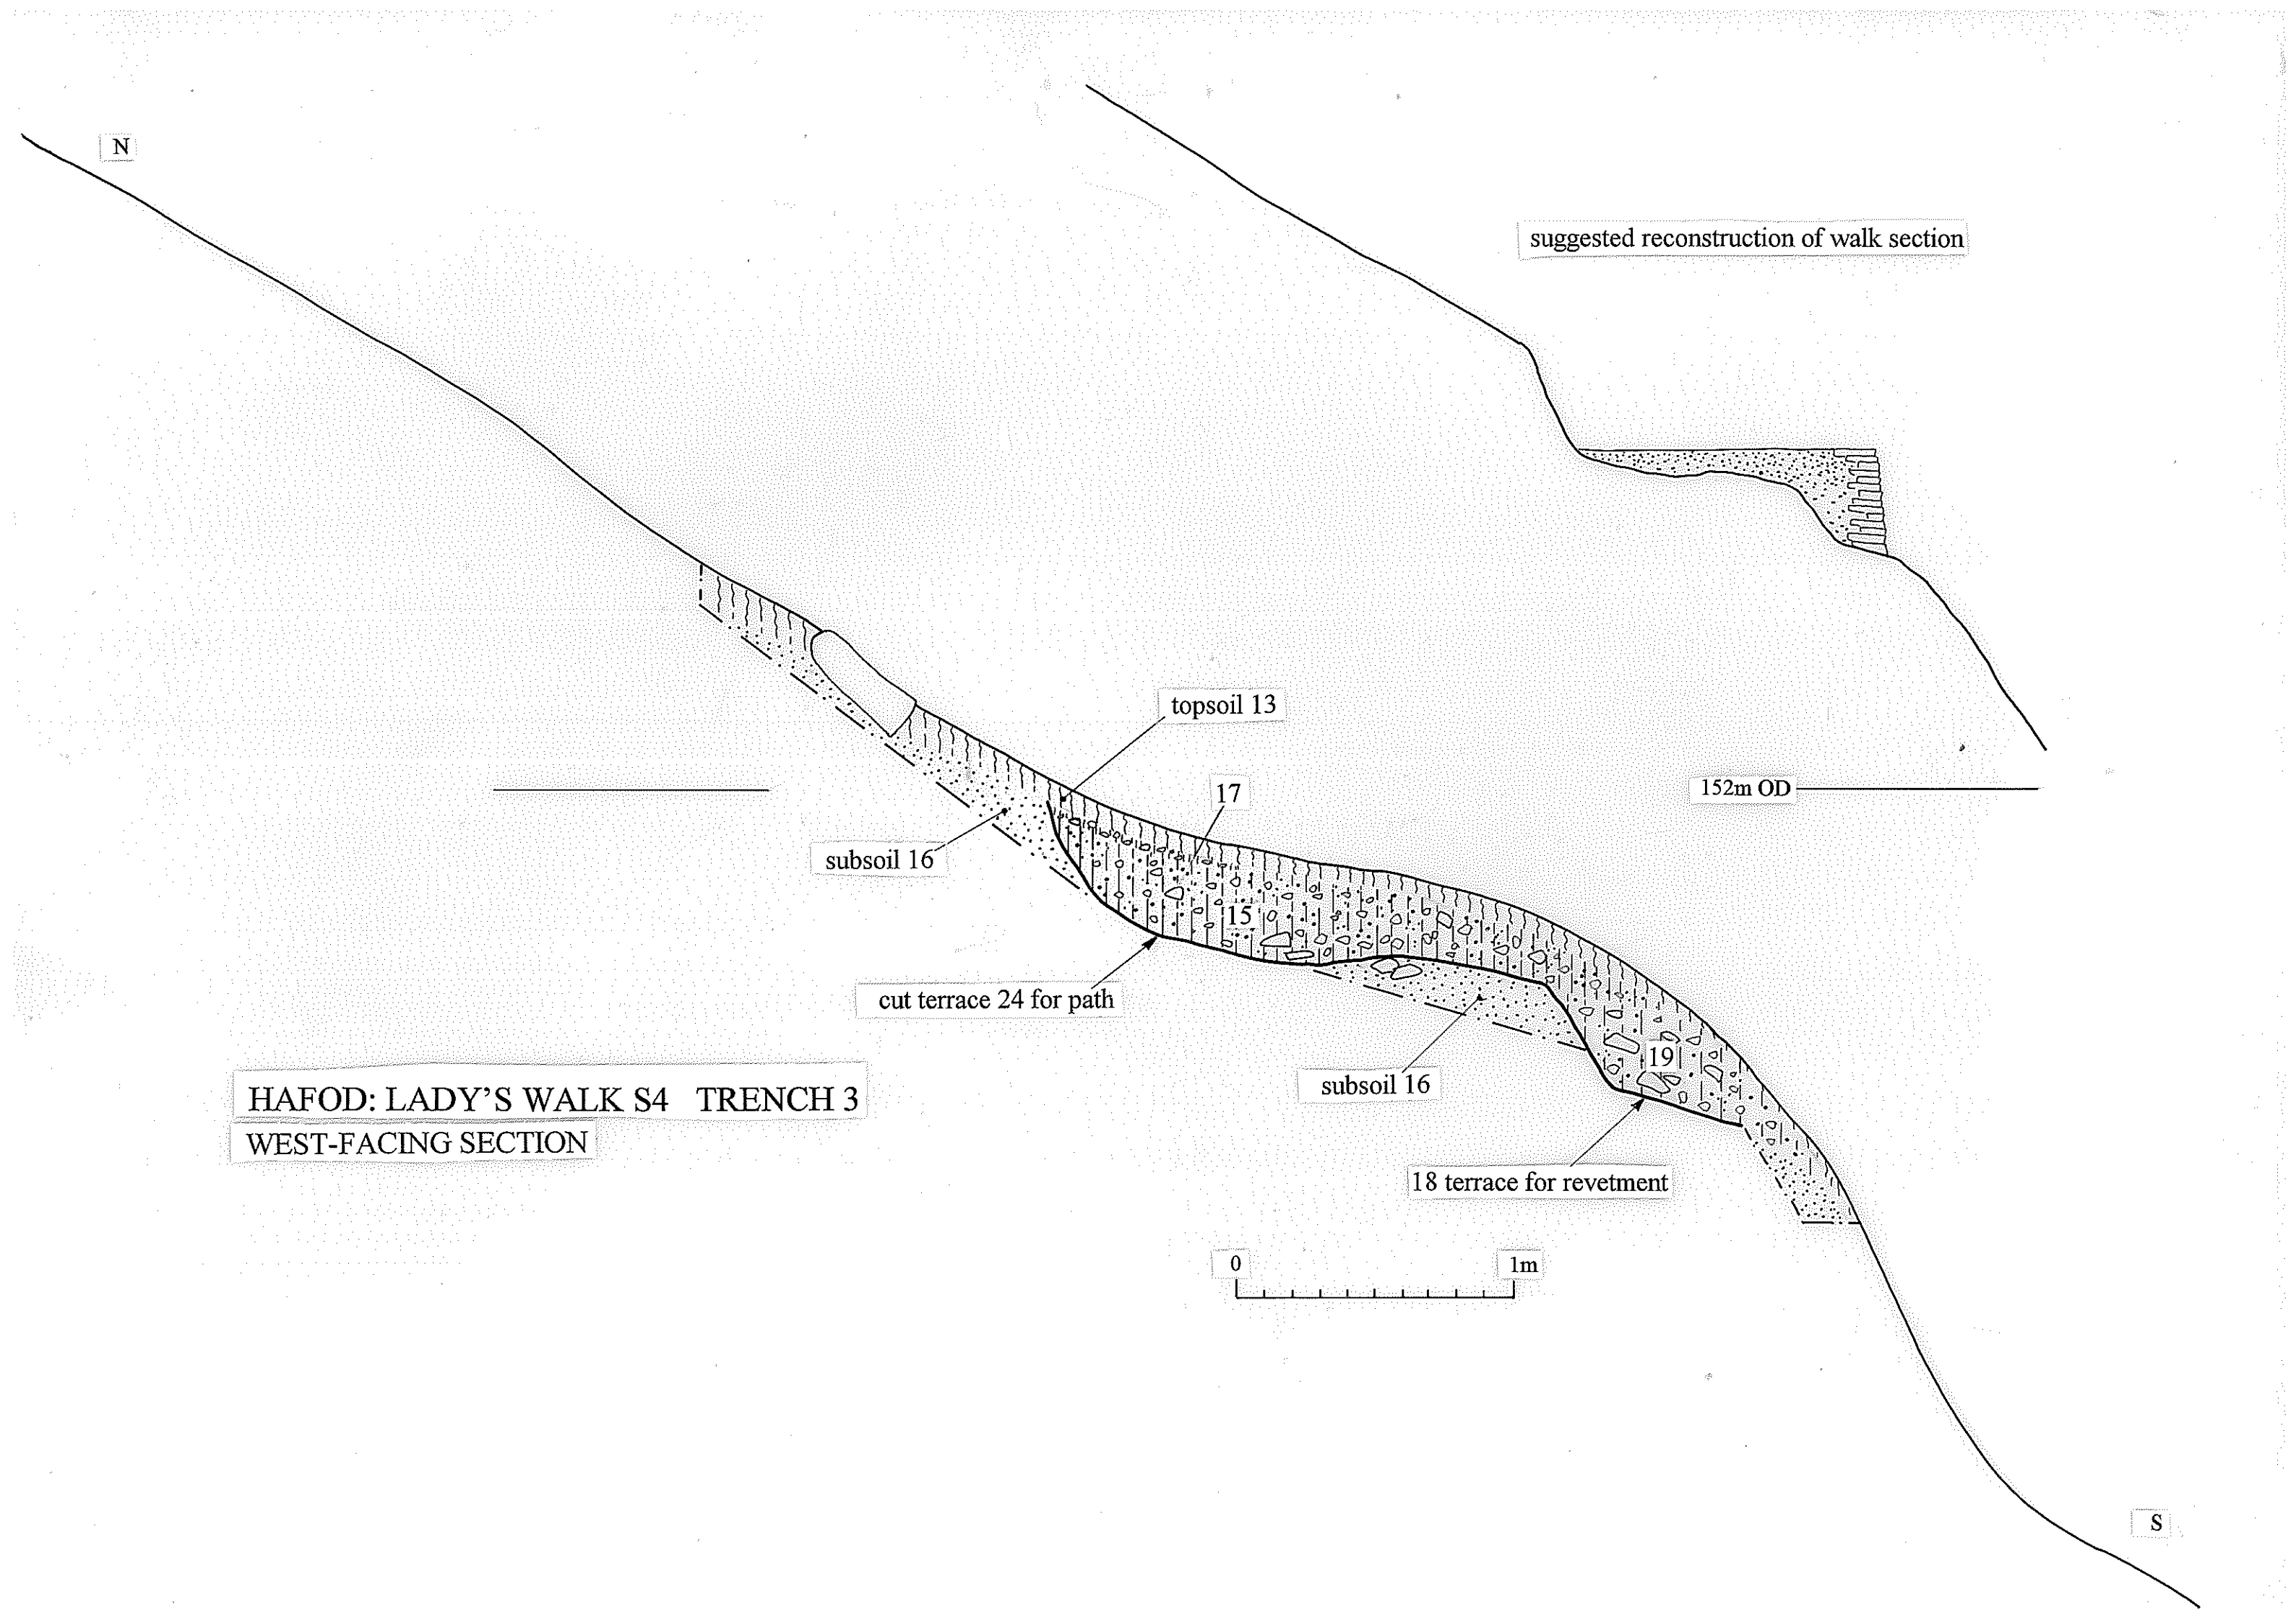 N
suggested reconstruction of walk section
topsoil 13
152m OD
17
subsoil 16
15
cut terrace 24 for path
19
subsoil 16
HAFOD: LADY'S WALK S4 TRENCH 3
WEST-FACING SECTION
18 terrace for revetment
0 1m
S